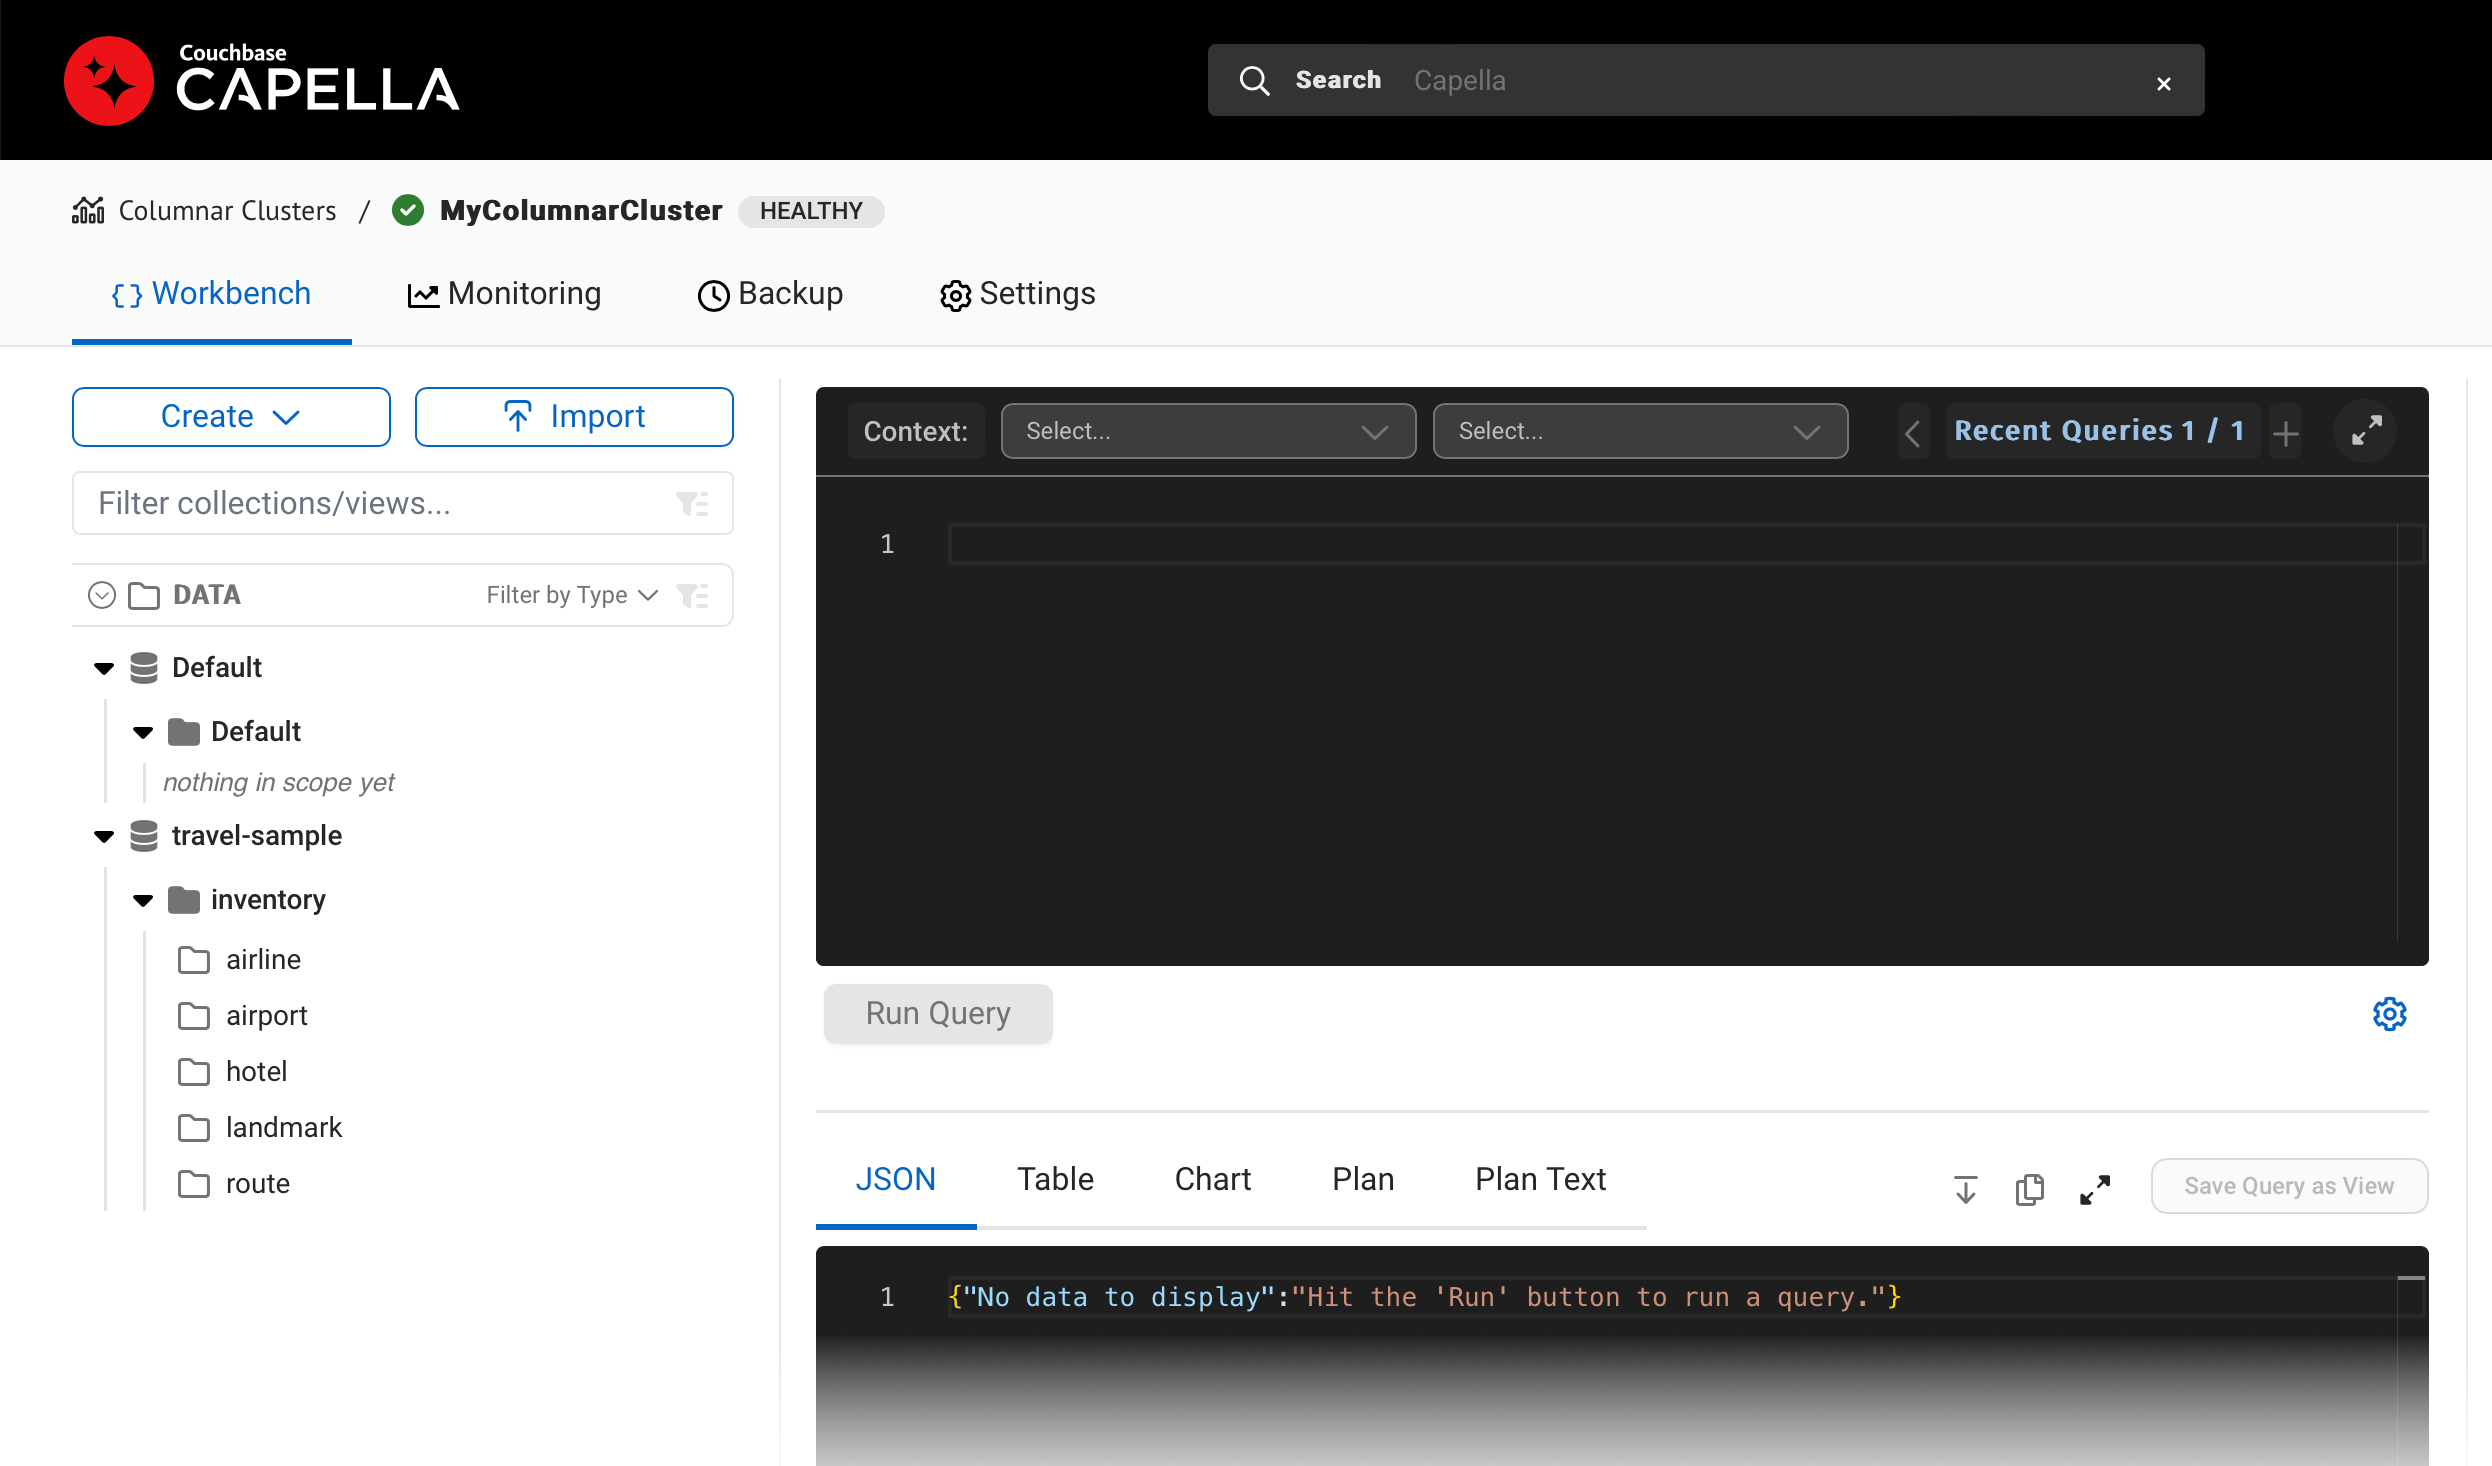 Couchbase
CAPELLA
Search Capella
Columnar Clusters / MyColumnarCluster HEALTHY
Workbench Monitoring Backup Settings
Create Import
Filter collections/views...
DATA Filter by Type
Default
Default
nothing in scope yet
travel-sample
inventory
airline
airport
hotel
landmark
route
Context: Select... Select... Recent Queries 1 / 1
1
Run Query
JSON Table Chart Plan Plan Text Save Query as View
1 {"No data to display":"Hit the 'Run' button to run a query."}